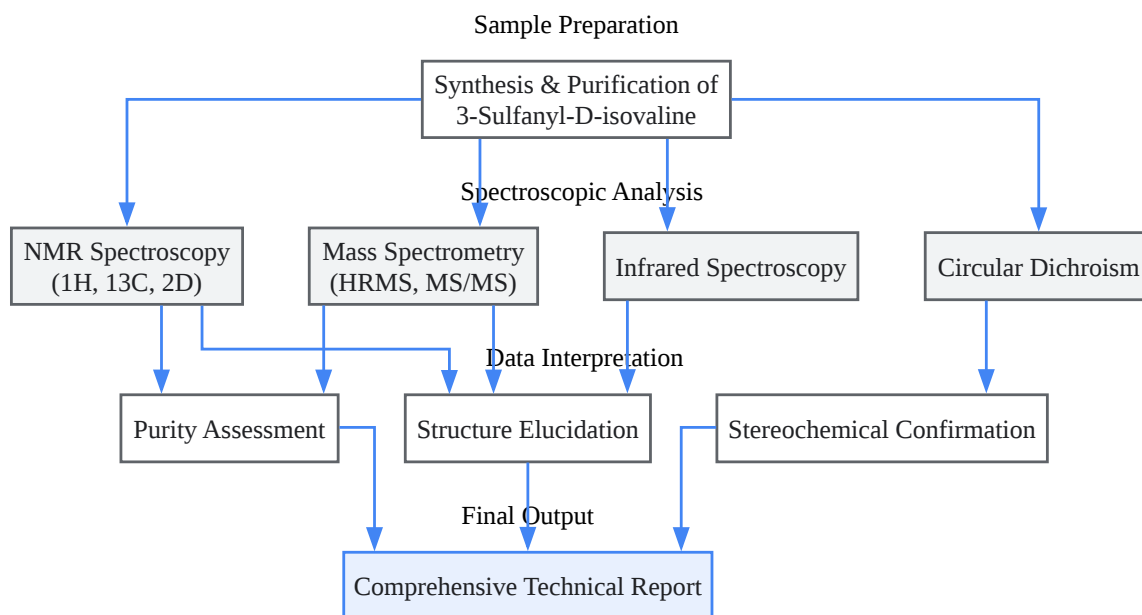 Sample Preparation
Synthesis & Purification of
3-Sulfanyl-D-isovaline
Spectroscopic Analysis
NMR Spectroscopy
(1H, 13C, 2D)
Mass Spectrometry
(HRMS, MS/MS)
Infrared Spectroscopy
Circular Dichroism
Data Interpretation
Purity Assessment
Structure Elucidation
Stereochemical Confirmation
Final Output
Comprehensive Technical Report